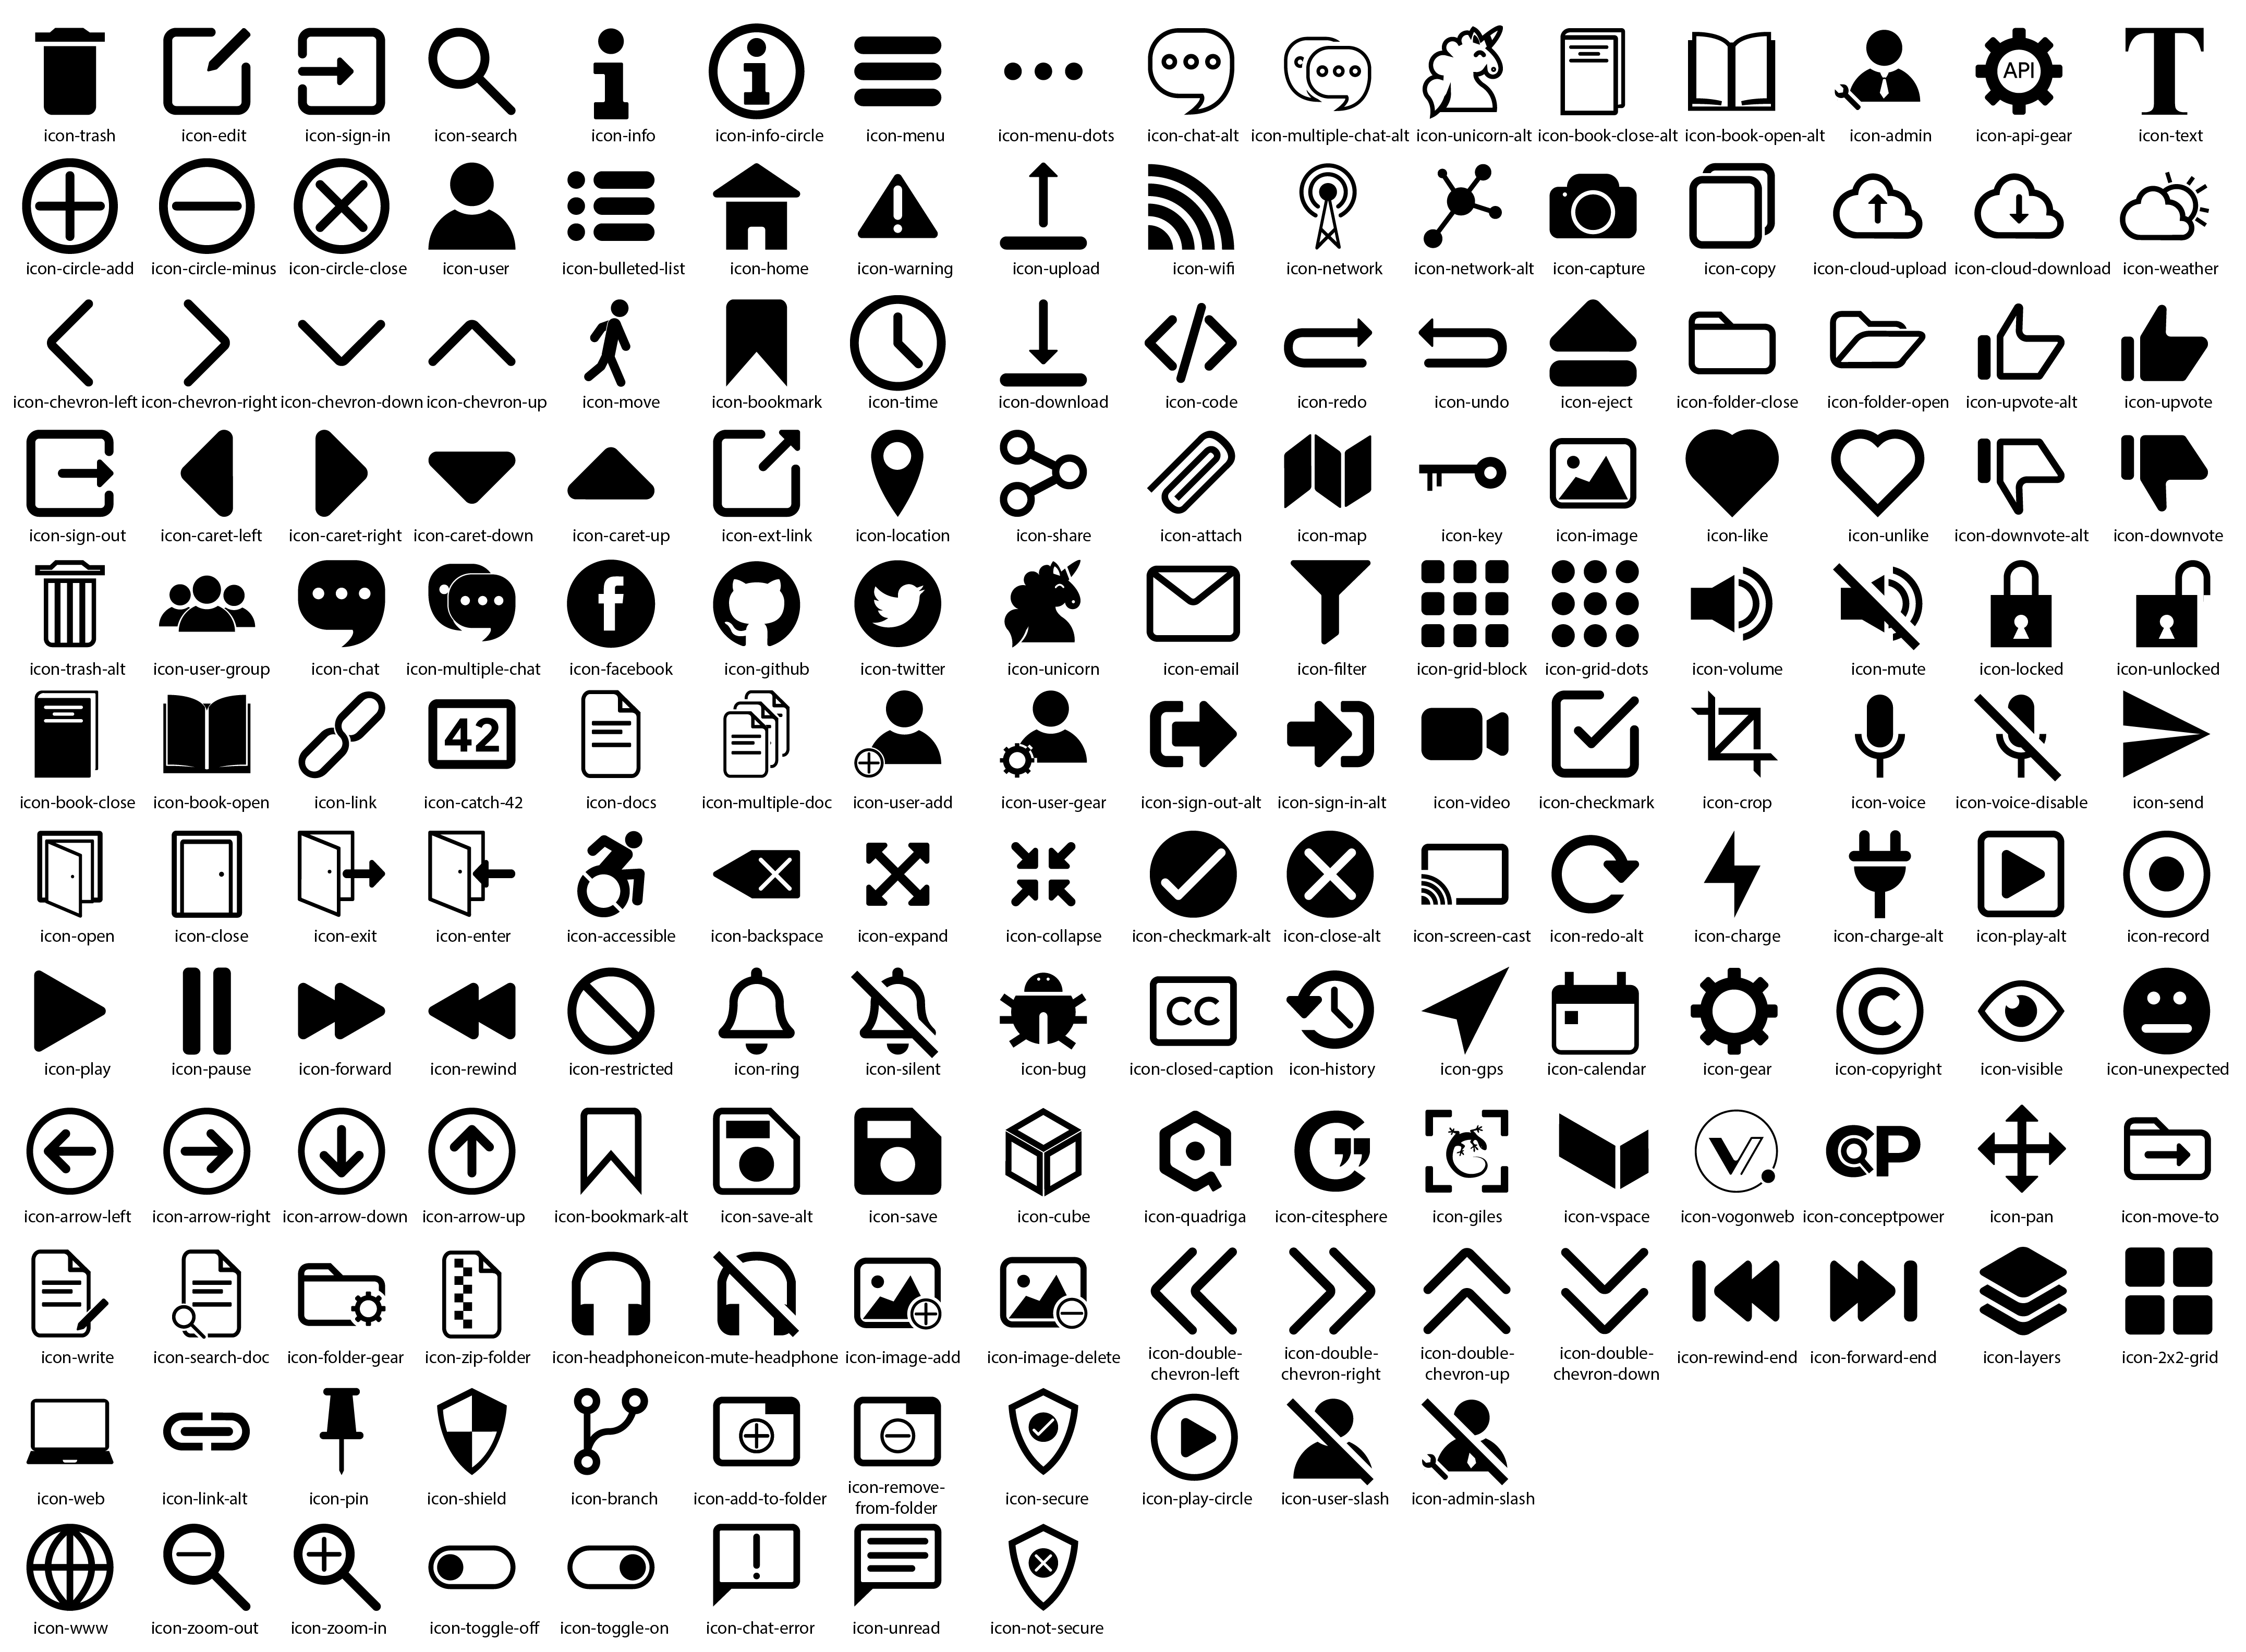 API
T
icon-trash icon-edit icon-sign-in icon-search icon-info icon-info-circle icon-menu icon-menu-dots icon-chat-alt icon-multiple-chat-alt icon-unicorn-alt icon-book-close-alt icon-book-open-alt icon-admin icon-api-gear icon-text
icon-circle-add icon-circle-minus icon-circle-close icon-user icon-bulleted-list icon-home icon-warning icon-upload icon-wifi icon-network icon-network-alt icon-capture icon-copy icon-cloud-upload icon-cloud-download icon-weather
icon-chevron-left icon-chevron-right icon-chevron-down icon-chevron-up icon-move icon-bookmark icon-time icon-download icon-code icon-redo icon-undo icon-eject icon-folder-close icon-folder-open icon-upvote-alt icon-upvote
icon-sign-out icon-caret-left icon-caret-right icon-caret-down icon-caret-up icon-ext-link icon-location icon-share icon-attach icon-map icon-key icon-image icon-like icon-unlike icon-downvote-alt icon-downvote
icon-trash-alt icon-user-group icon-chat icon-multiple-chat icon-facebook icon-github icon-twitter icon-unicorn icon-email icon-filter icon-grid-block icon-grid-dots icon-volume icon-mute icon-locked icon-unlocked
42
icon-book-close icon-book-open icon-link icon-catch-42 icon-docs icon-multiple-doc icon-user-add icon-user-gear icon-sign-out-alt icon-sign-in-alt icon-video icon-checkmark icon-crop icon-voice icon-voice-disable icon-send
icon-open icon-close icon-exit icon-enter icon-accessible icon-backspace icon-expand icon-collapse icon-checkmark-alt icon-close-alt icon-screen-cast icon-redo-alt icon-charge icon-charge-alt icon-play-alt icon-record
CC
icon-play icon-pause icon-forward icon-rewind icon-restricted icon-ring icon-silent icon-bug icon-closed-caption icon-history icon-gps icon-calendar icon-gear icon-copyright icon-visible icon-unexpected
CP
icon-arrow-left icon-arrow-right icon-arrow-down icon-arrow-up icon-bookmark-alt icon-save-alt icon-save icon-cube icon-quadriga icon-citesphere icon-giles icon-vspace icon-vogonweb icon-conceptpower icon-pan icon-move-to
icon-write icon-search-doc icon-folder-gear icon-zip-folder icon-headphone icon-mute-headphone icon-image-add icon-image-delete icon-double-chevron-left icon-double-chevron-right icon-double-chevron-up icon-double-chevron-down icon-rewind-end icon-forward-end icon-layers icon-2x2-grid
icon-web icon-link-alt icon-pin icon-shield icon-branch icon-add-to-folder icon-remove-from-folder icon-secure icon-play-circle icon-user-slash icon-admin-slash
icon-www icon-zoom-out icon-zoom-in icon-toggle-off icon-toggle-on icon-chat-error icon-unread icon-not-secure